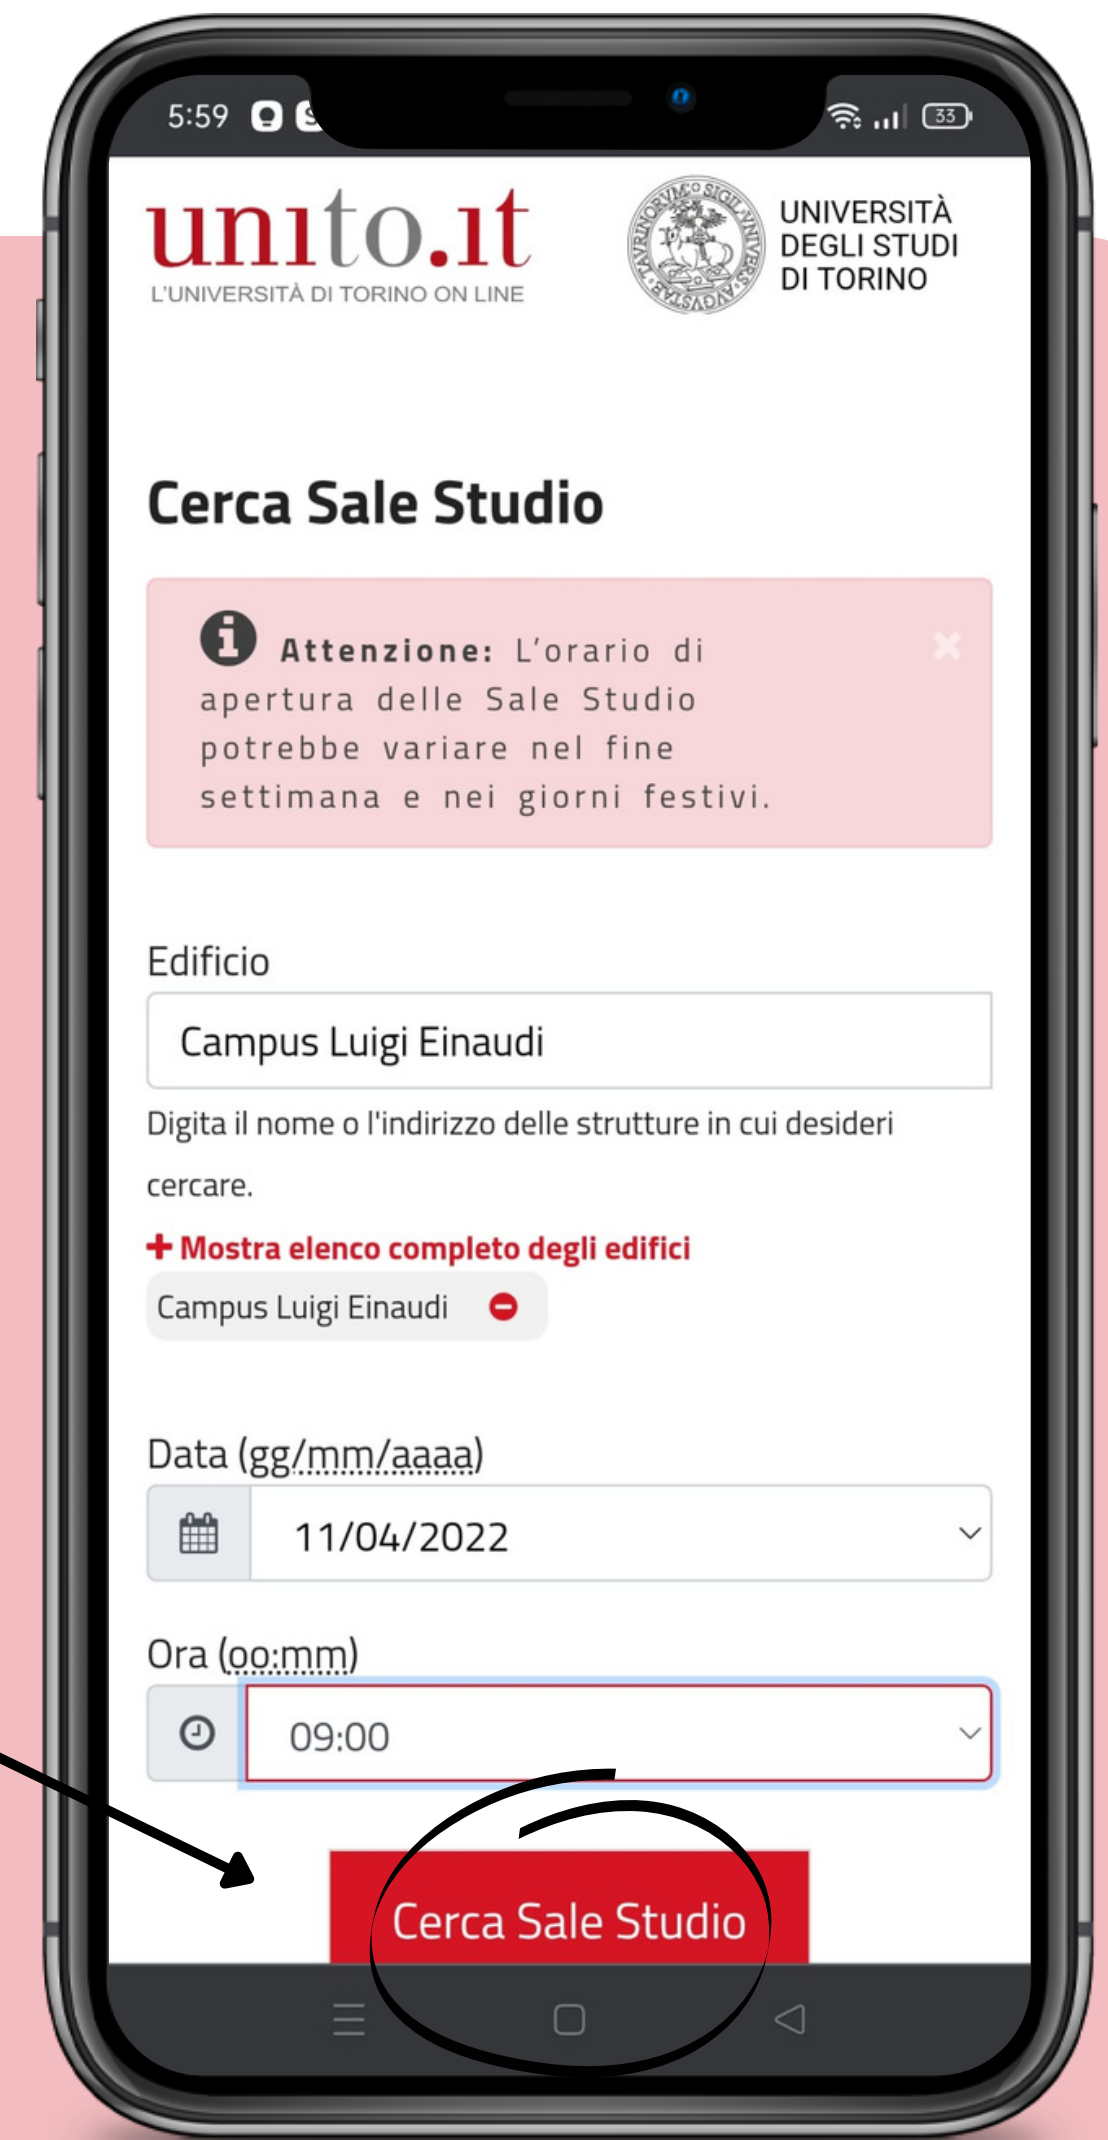 5:59
33
unito.it
L'UNIVERSITÀ DI TORINO ON LINE
UNIVERSITÀ
DEGLI STUDI
DI TORINO
Cerca Sale Studio
Attenzione: L'orario di
apertura delle Sale Studio
potrebbe variare nel fine
settimana e nei giorni festivi.
Edificio
Campus Luigi Einaudi
Digita il nome o l'indirizzo delle strutture in cui desideri
cercare.
Mostra elenco completo degli edifici
Campus Luigi Einaudi
Data (gg/mm/aaaa)
11/04/2022
Ora (oo:mm)
09:00
Cerca Sale Studio